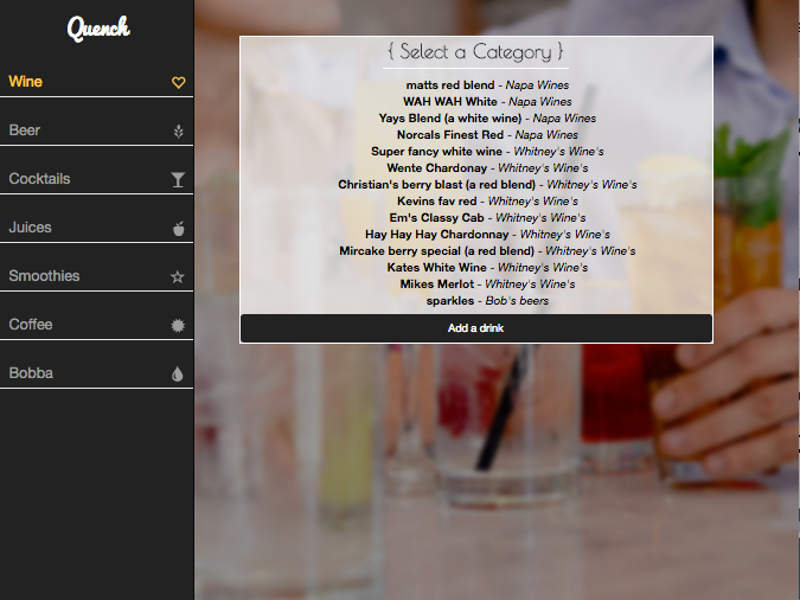 Quench
Wine
Beer
Cocktails
Juices
Smoothies
Coffee
Bobba
{ Select a Category }
matts red blend - Napa Wines
WAH WAH White - Napa Wines
Yays Blend (a white wine) - Napa Wines
Norcals Finest Red - Napa Wines
Super fancy white wine - Whitney's Wine's
Wente Chardonay - Whitney's Wine's
Christian's berry blast (a red blend) - Whitney's Wine's
Kevins fav red - Whitney's Wine's
Em's Classy Cab - Whitney's Wine's
Hay Hay Hay Chardonnay - Whitney's Wine's
Mircake berry special (a red blend) - Whitney's Wine's
Kates White Wine - Whitney's Wine's
Mikes Merlot - Whitney's Wine's
sparkles - Bob's beers
Add a drink